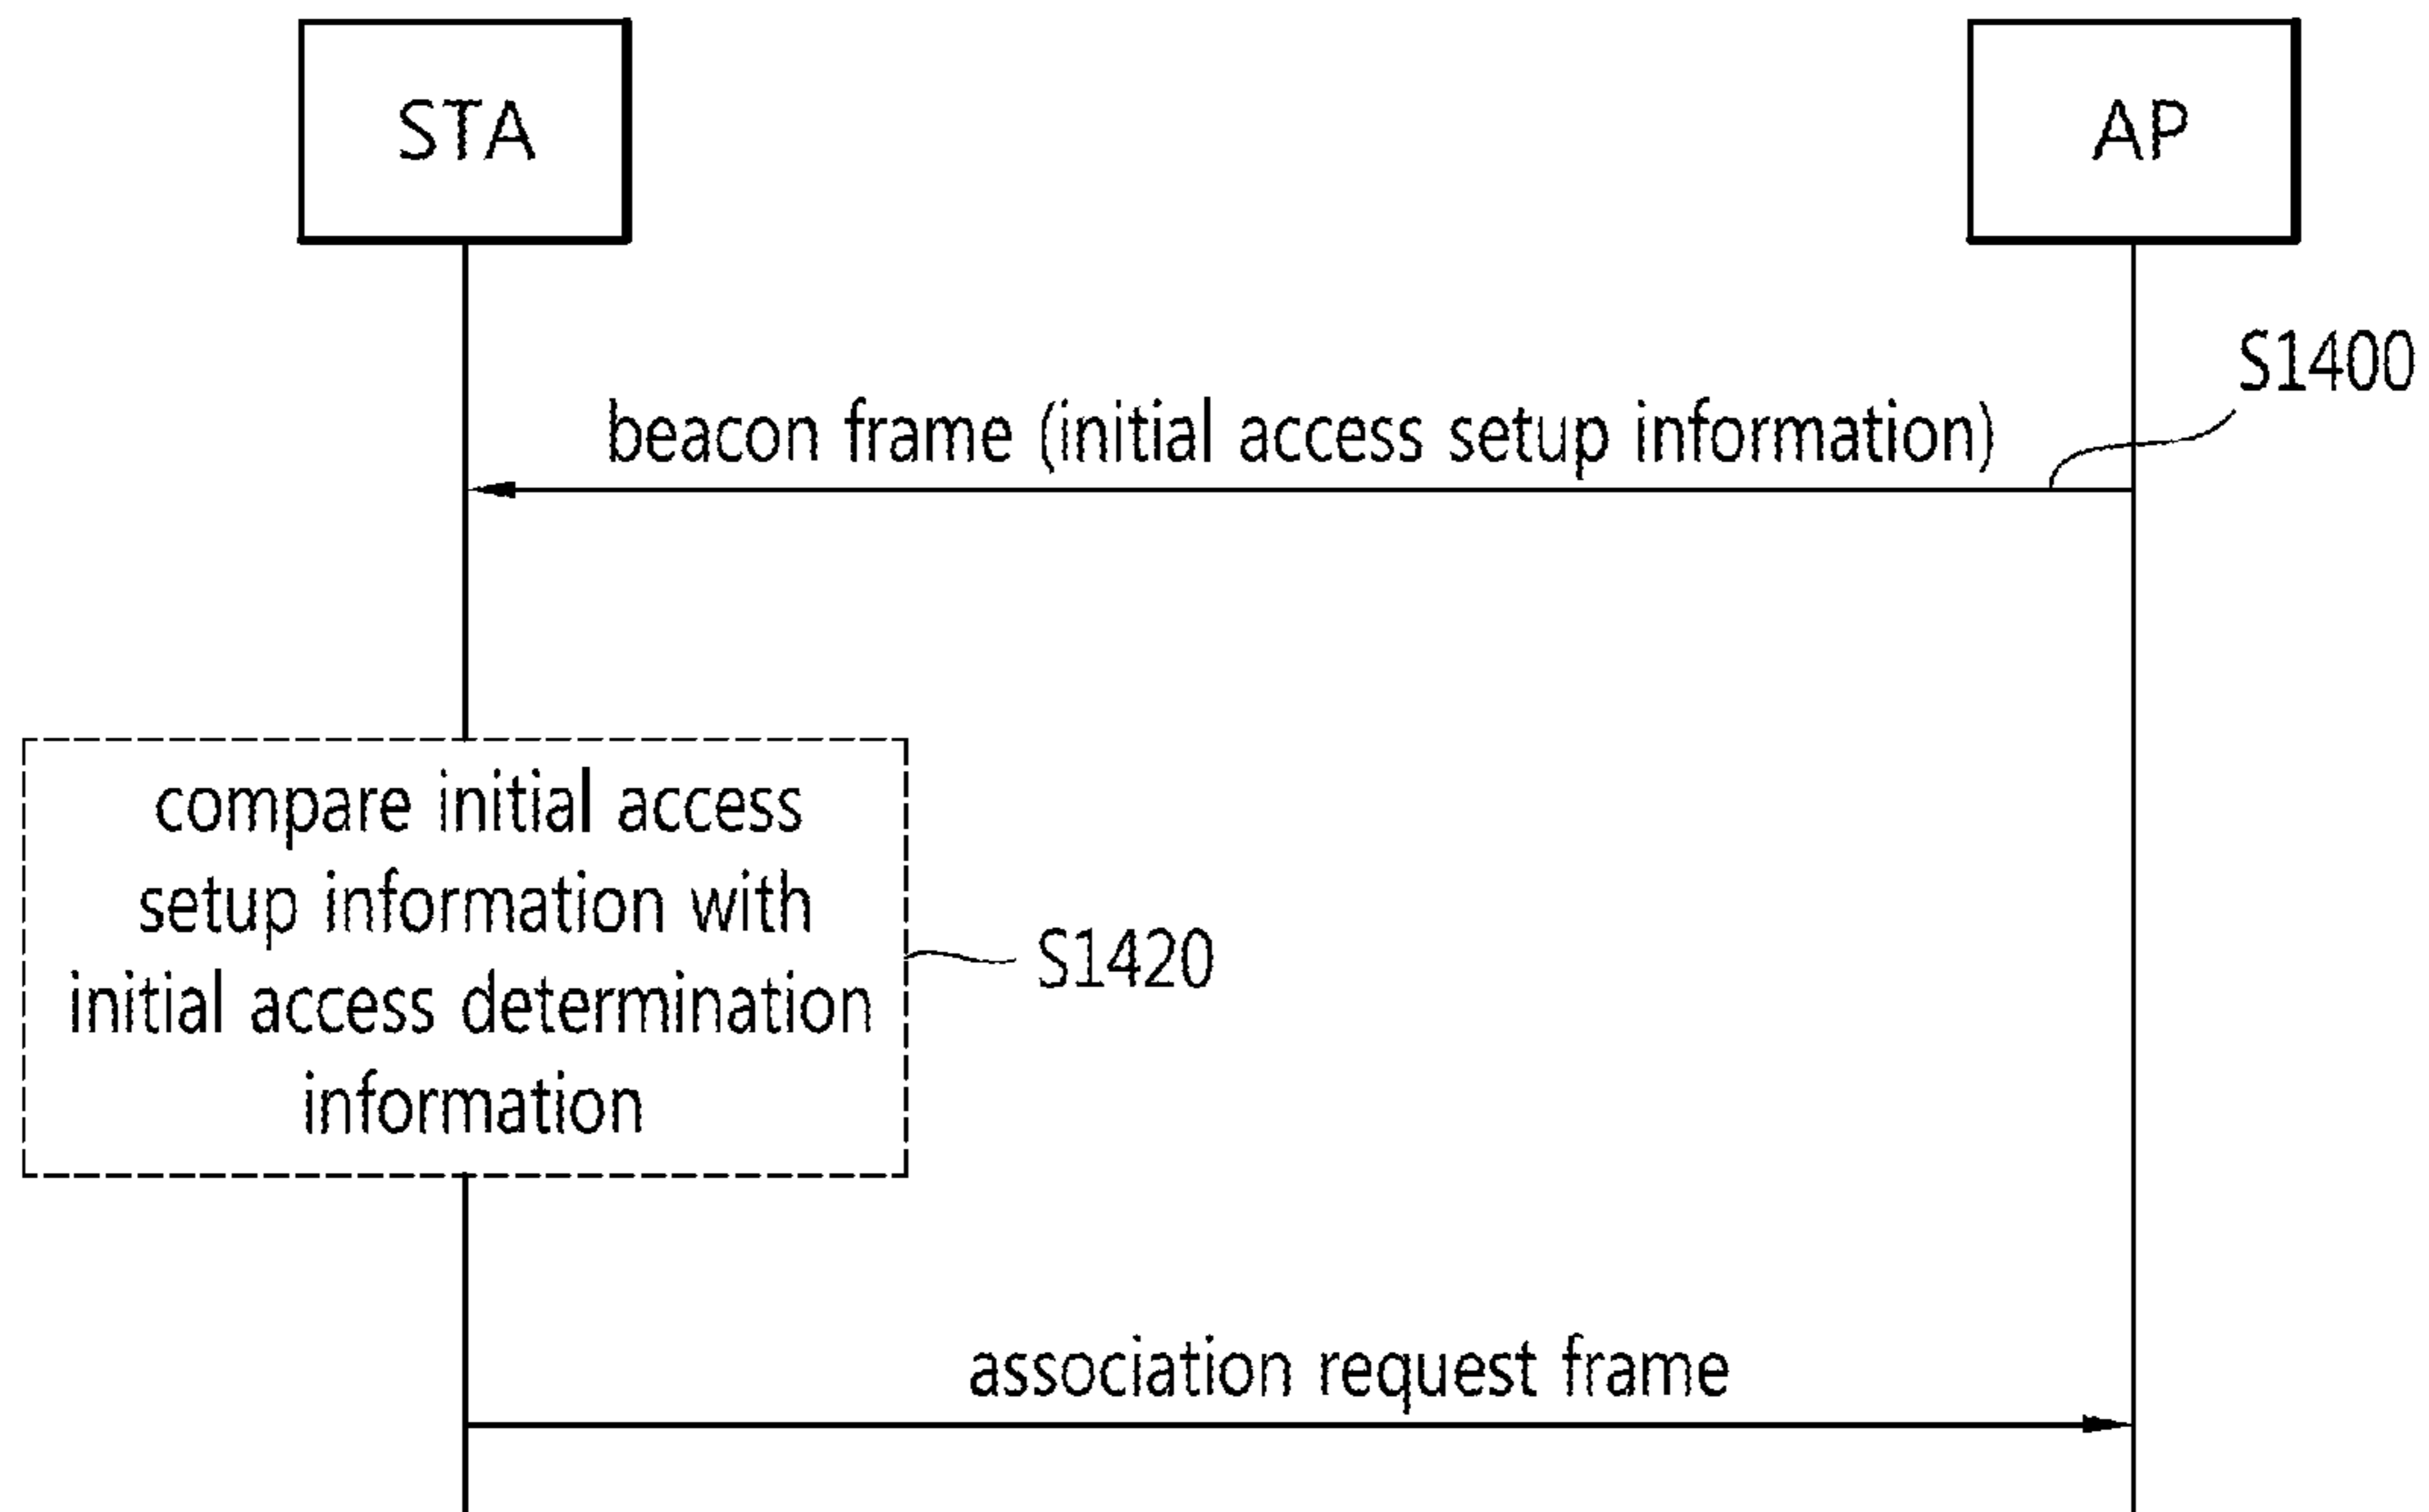 STA
AP
S1400
beacon frame (initial access setup information)
compare initial access
setup information with
initial access determination
information
S1420
association request frame